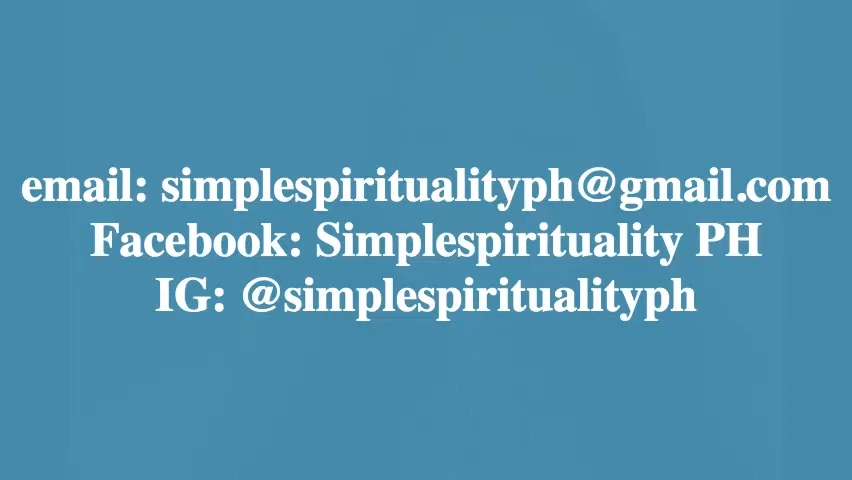 email: simplespiritualityph@gmail.com
Facebook: Simplespirituality PH
IG: @simplespiritualityph